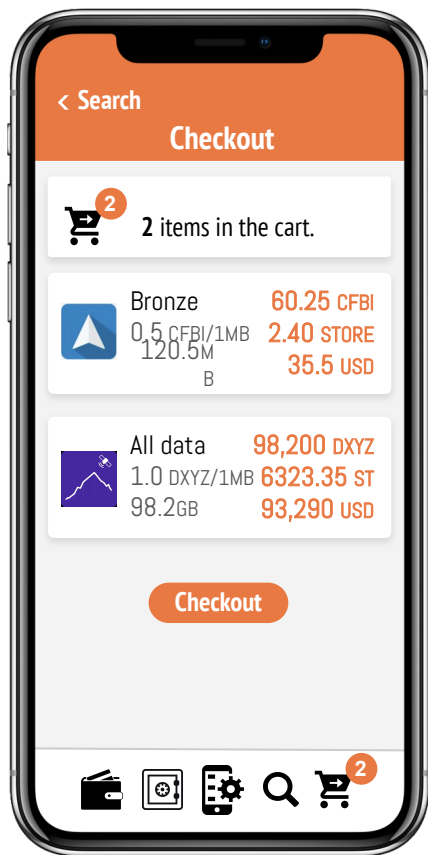 < Search
Checkout
2
2 items in the cart.
Bronze
60.25 CFBI
0.5 CFBI/1MB
2.40 STORE
120.5M
B
35.5 USD
All data
98,200 DXYZ
1.0 DXYZ/1MB
6323.35 ST
98.2GB
93,290 USD
Checkout
2